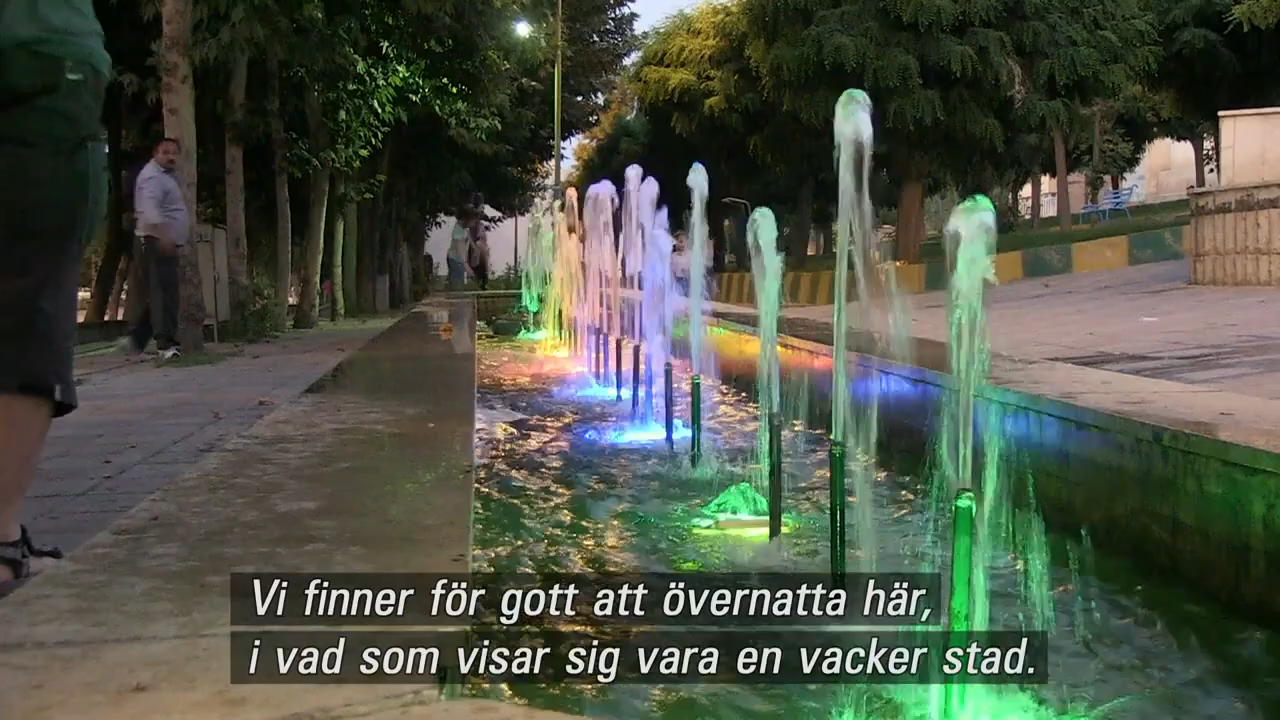 Vi finner för gott att övernatta här,
i vad som visar sig vara en vacker stad.